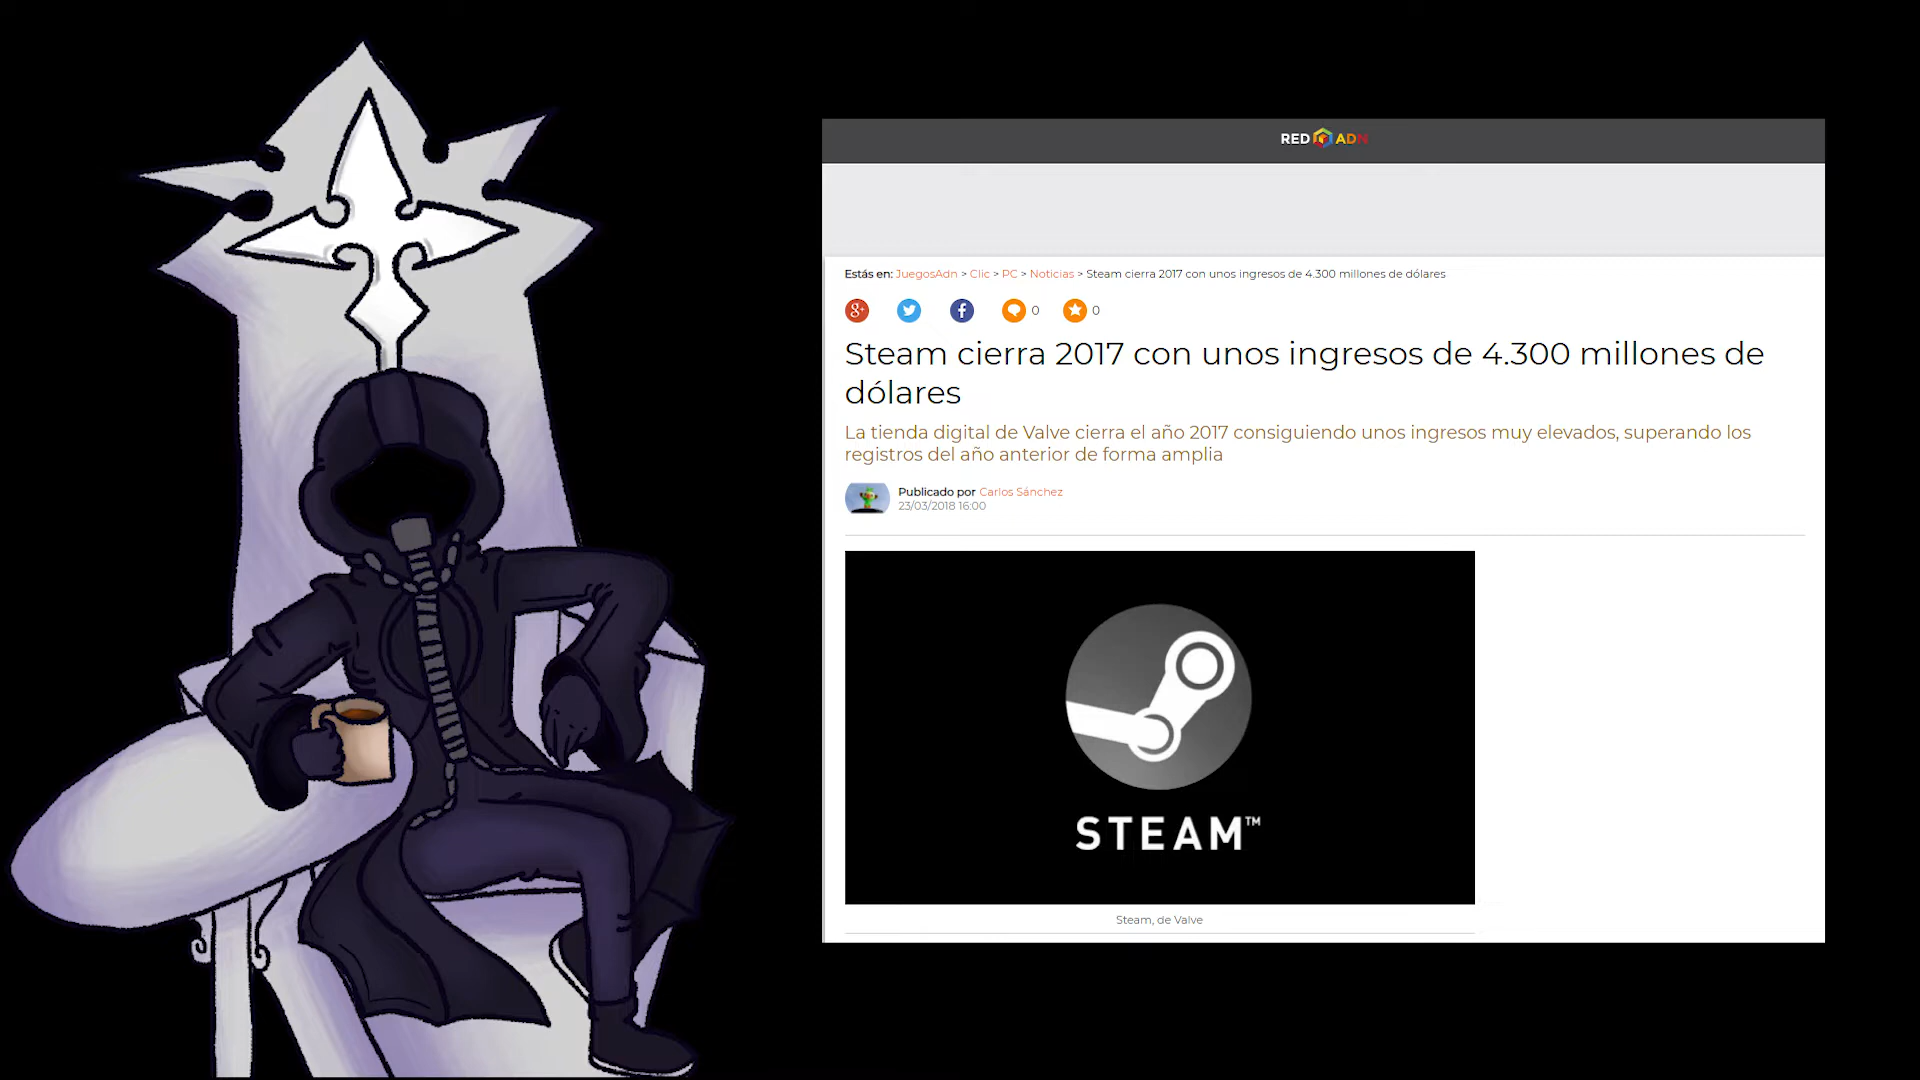 RED ADN
Estás en: JuegosAdn > Clic > PC > Noticias > Steam cierra 2017 con unos ingresos de 4.300 millones de dólares
g+ 0 0
Steam cierra 2017 con unos ingresos de 4.300 millones de
dólares
La tienda digital de Valve cierra el año 2017 consiguiendo unos ingresos muy elevados, superando los
registros del año anterior de forma amplia
Publicado por Carlos Sánchez
23/03/2018 16:00
STEAM™
Steam, de Valve